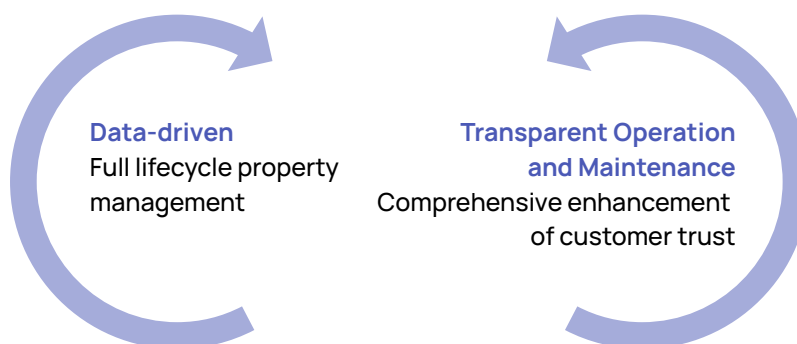 Data-driven
Full lifecycle property
management
Transparent Operation
and Maintenance
Comprehensive enhancement
of customer trust